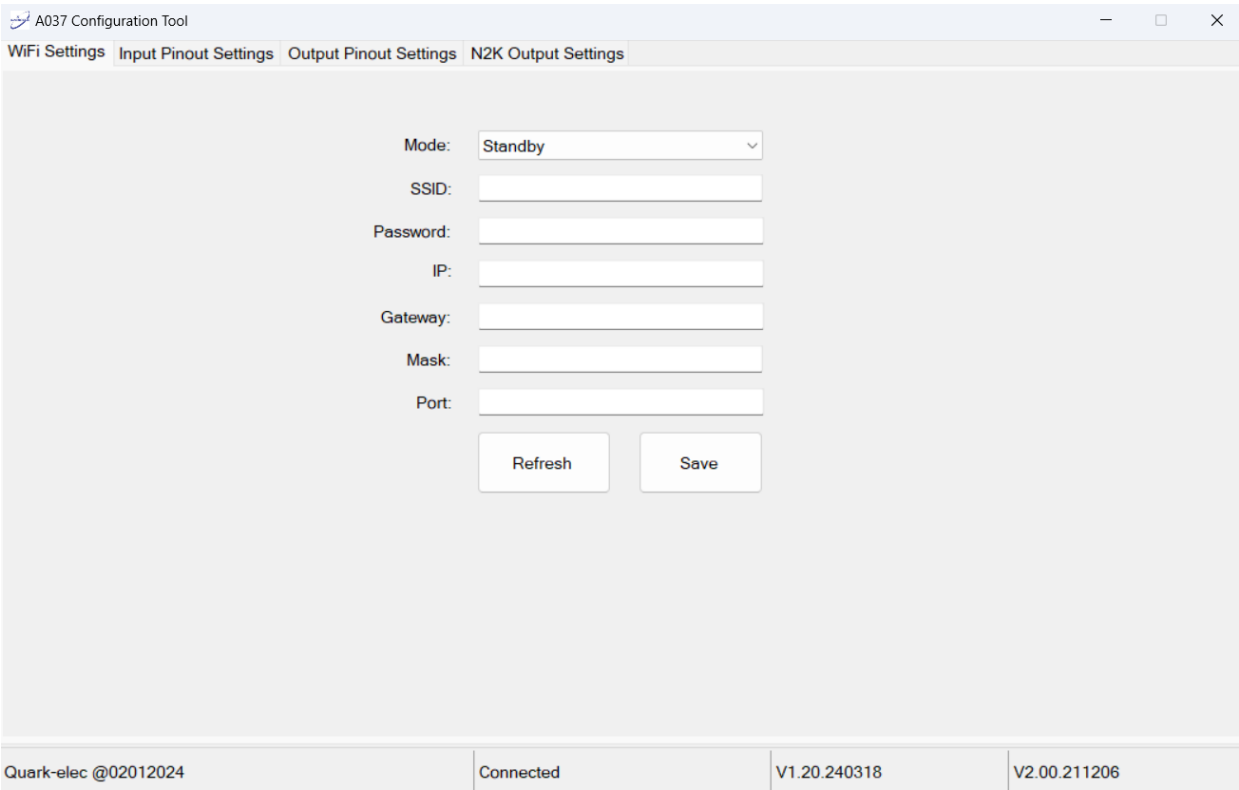 A037 Configuration Tool
WiFi Settings Input Pinout Settings Output Pinout Settings N2K Output Settings
Mode: Standby
SSID:
Password:
IP:
Gateway:
Mask:
Port:
Refresh Save
Quark-elec @02012024 Connected V1.20.240318 V2.00.211206